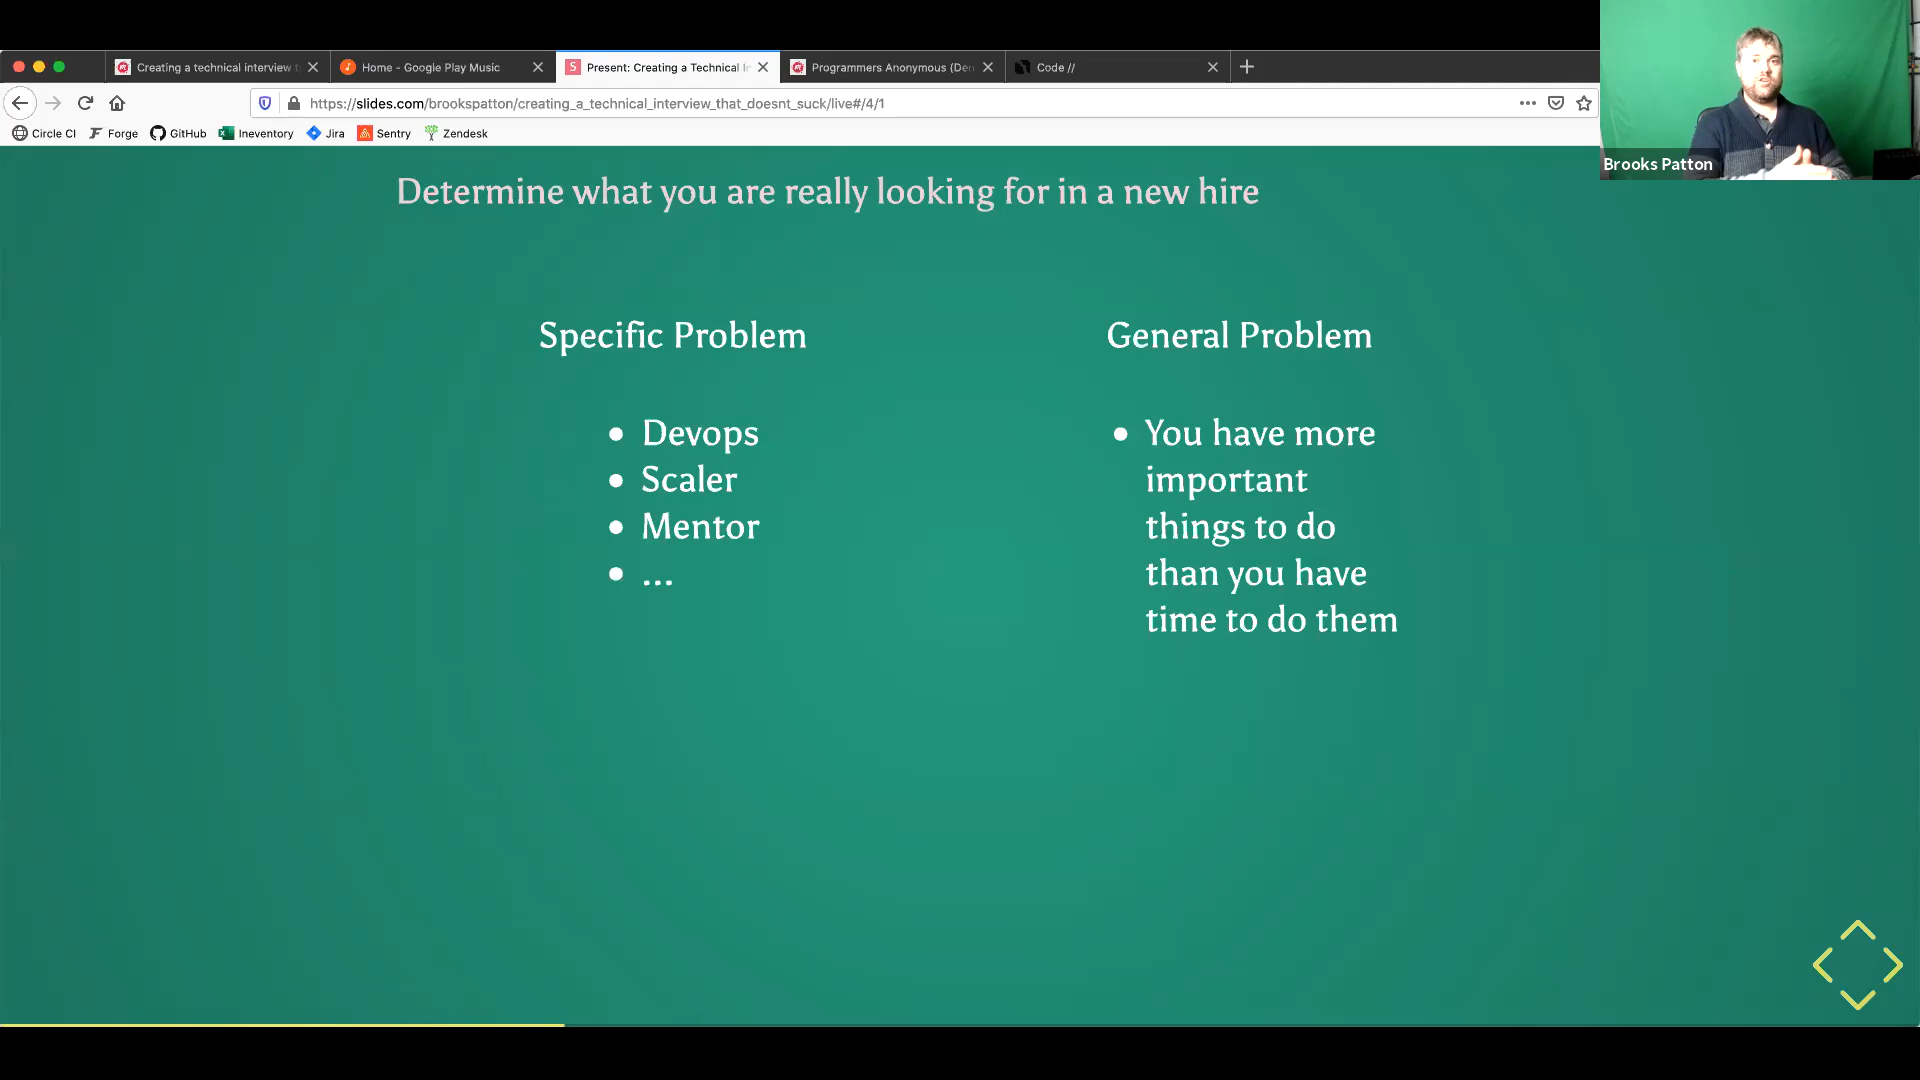 Creating a technical interview t
Home - Google Play Music
Present: Creating a Technical In
Programmers Anonymous (Den
Code //
https://slides.com/brookspatton/creating_a_technical_interview_that_doesnt_suck/live#/4/1
Circle CI
Forge
GitHub
Ineventory
Jira
Sentry
Zendesk
Brooks Patton
Determine what you are really looking for in a new hire
Specific Problem
• Devops
• Scaler
• Mentor
• ...
General Problem
• You have more
important
things to do
than you have
time to do them